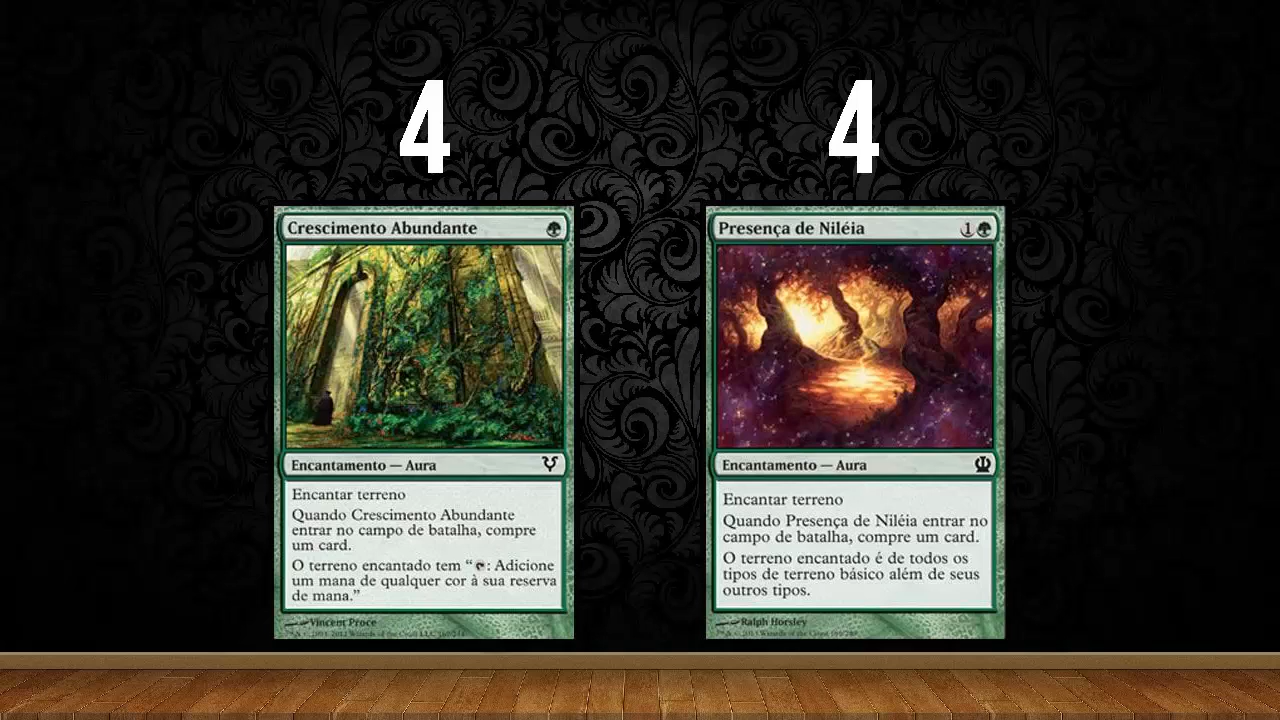 4
4
Crescimento Abundante
Encantamento — Aura
Encantar terreno
Quando Crescimento Abundante
entrar no campo de batalha, compre
um card.
O terreno encantado tem “ : Adicione
um mana de qualquer cor à sua reserva
de mana.”
Vincent Proce
Presença de Niléia
1
Encantamento — Aura
Encantar terreno
Quando Presença de Niléia entrar no
campo de batalha, compre um card.
O terreno encantado é de todos os
tipos de terreno básico além de seus
outros tipos.
Ralph Horsley